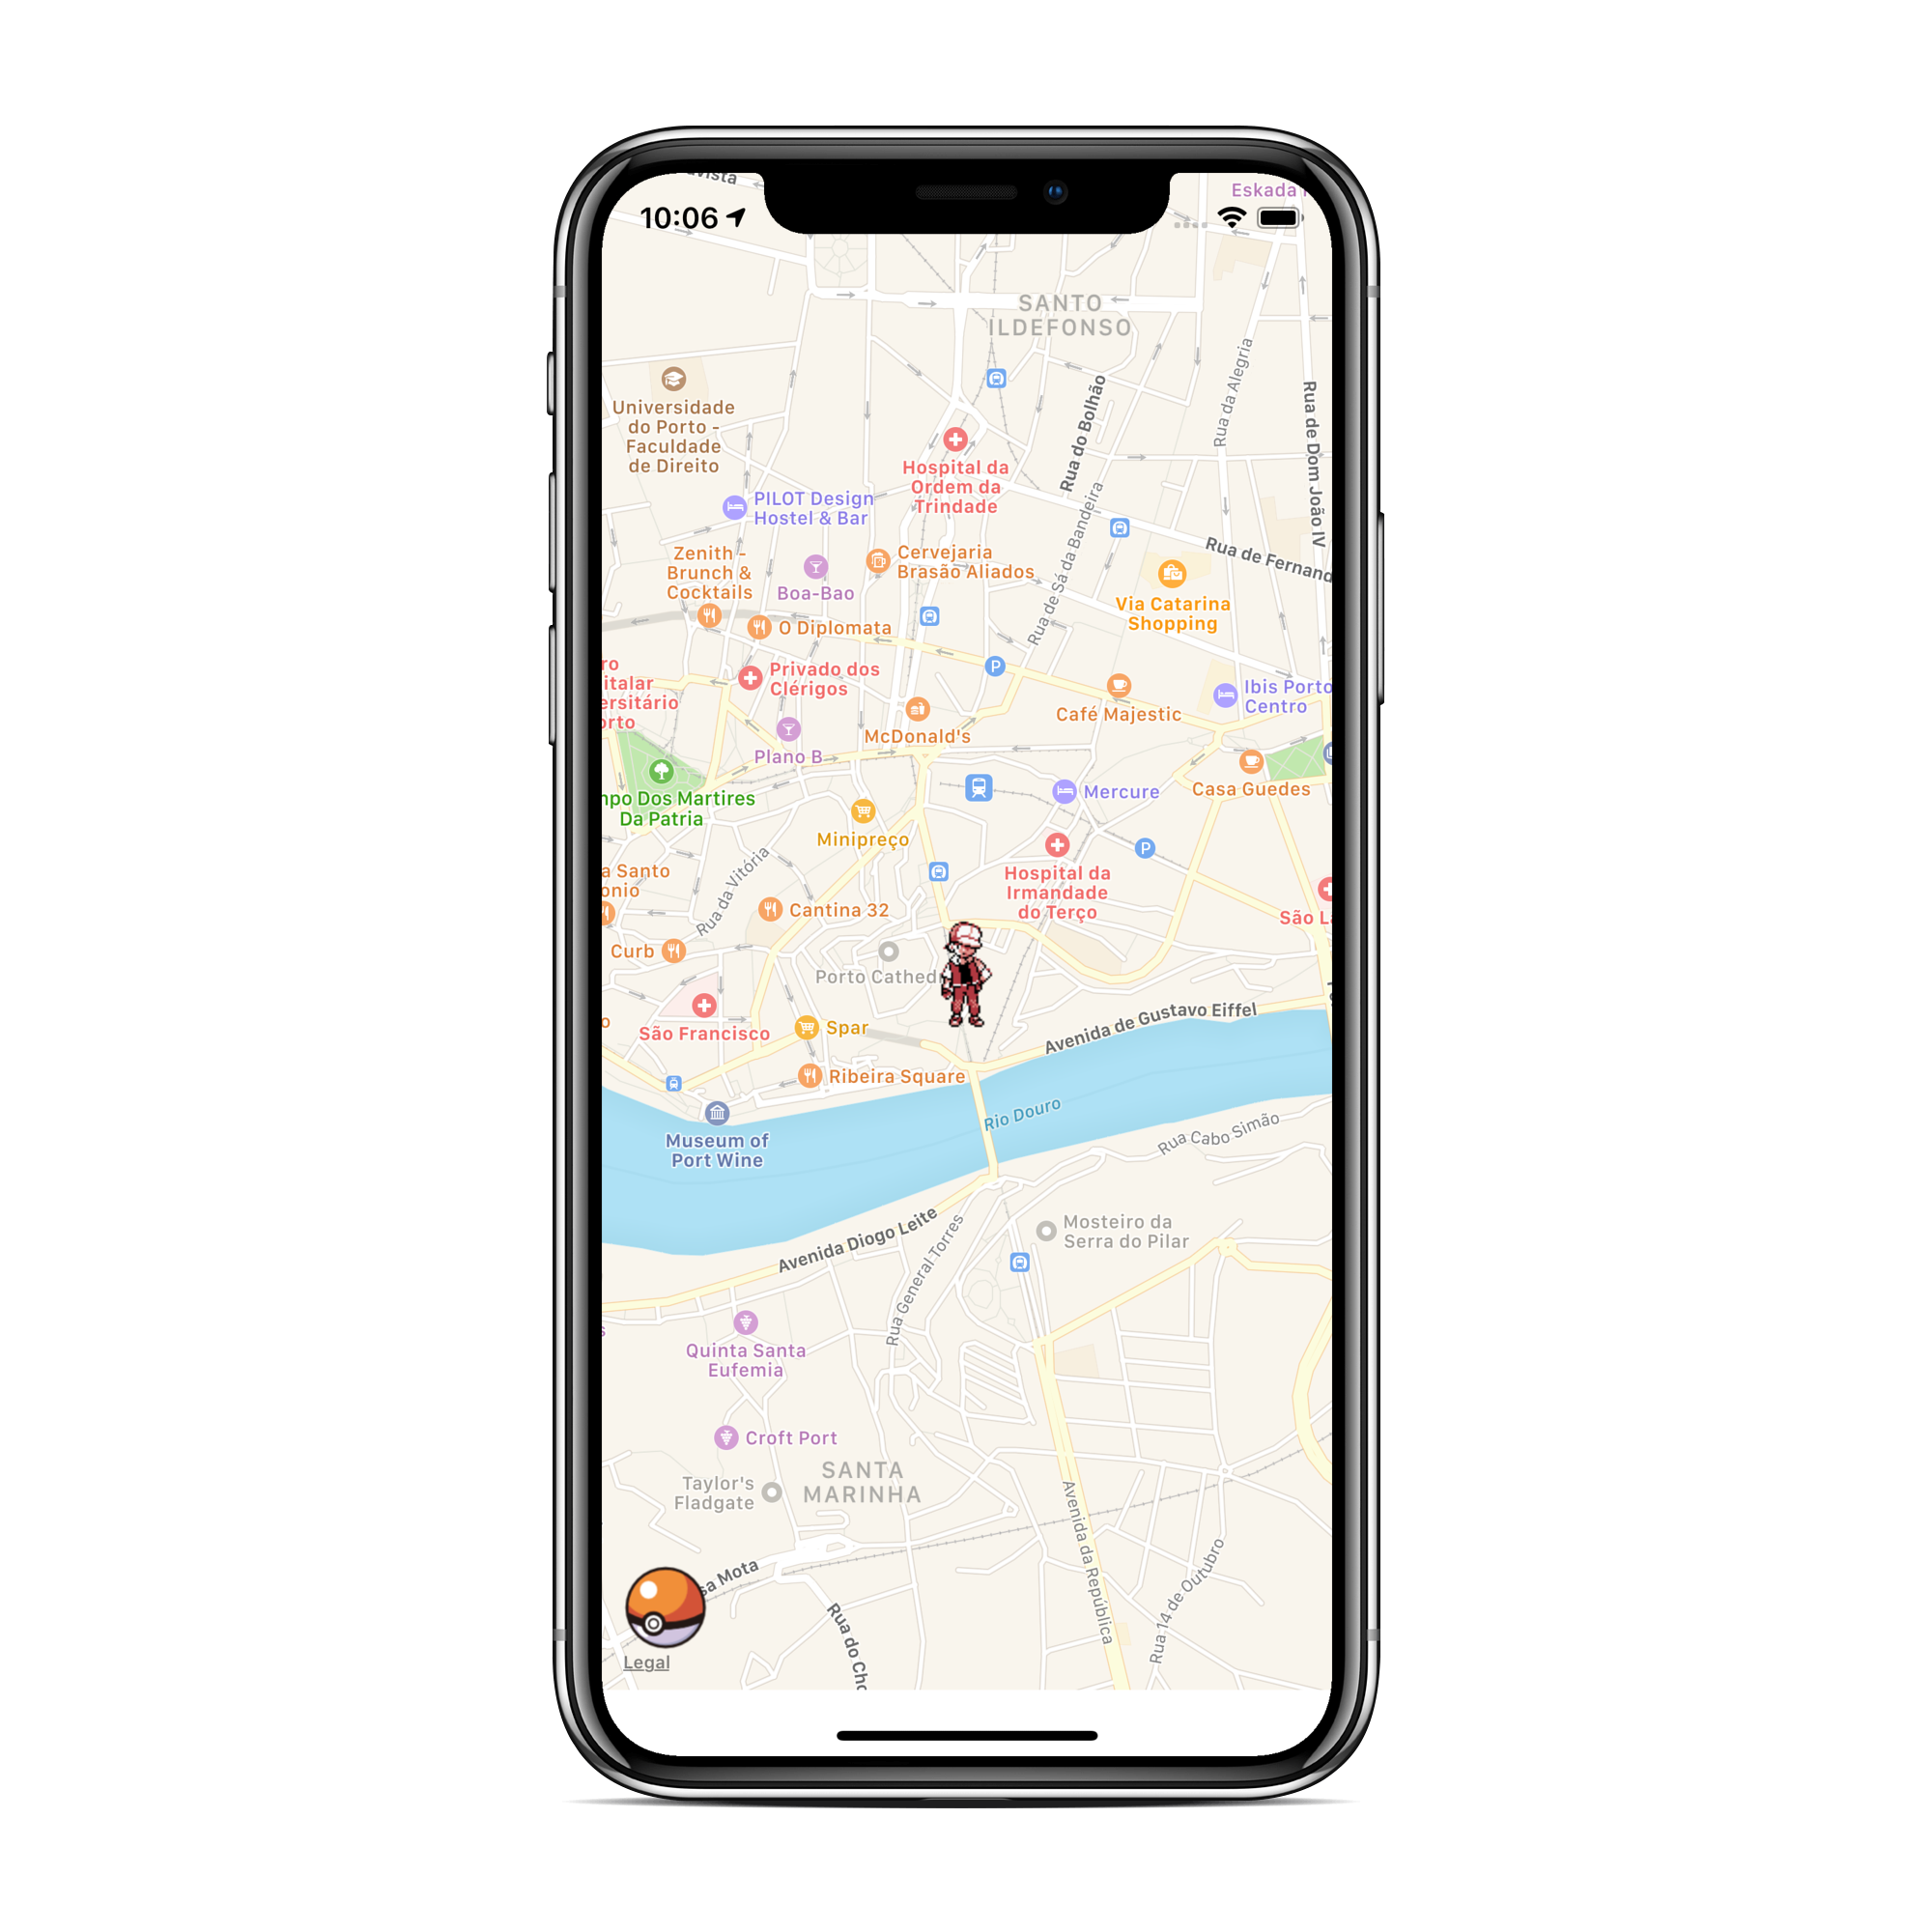 Eskada
10:06
SANTO
ILDEFONSO
Universidade
do Porto -
Faculdade
de Direito
Rua do Bolhão
Rua da Alegria
Rua de Dom João IV
Hospital da
Ordem da
Trindade
PILOT Design
Hostel & Bar
Rua de Sá da Bandeira
Rua de Fernand
Zenith -
Brunch &
Cocktails
Boa-Bao
Cervejaria
Brasão Aliados
Via Catarina
Shopping
O Diplomata
P
ro
italar
ersitário
orto
Privado dos
Clérigos
Ibis Porto
Centro
Café Majestic
McDonald's
Plano B
Casa Guedes
Mercure
npo Dos Martires
Da Patria
Minipreço
P
Hospital da
Irmandade
do Terço
a Santo
onio
Rua da Vitória
Cantina 32
São L
Curb
Porto Cathed
São Francisco
Spar
o
Avenida de Gustavo Eiffel
Ribeira Square
Rio Douro
Museum of
Port Wine
Rua Cabo Simão
Mosteiro da
Serra do Pilar
Avenida Diogo Leite
Rua General Torres
s
Quinta Santa
Eufemia
Croft Port
SANTA
MARINHA
Taylor's
Fladgate
Avenida da República
Rua 14 de Outubro
sa Mota
Rua do Cho
Legal